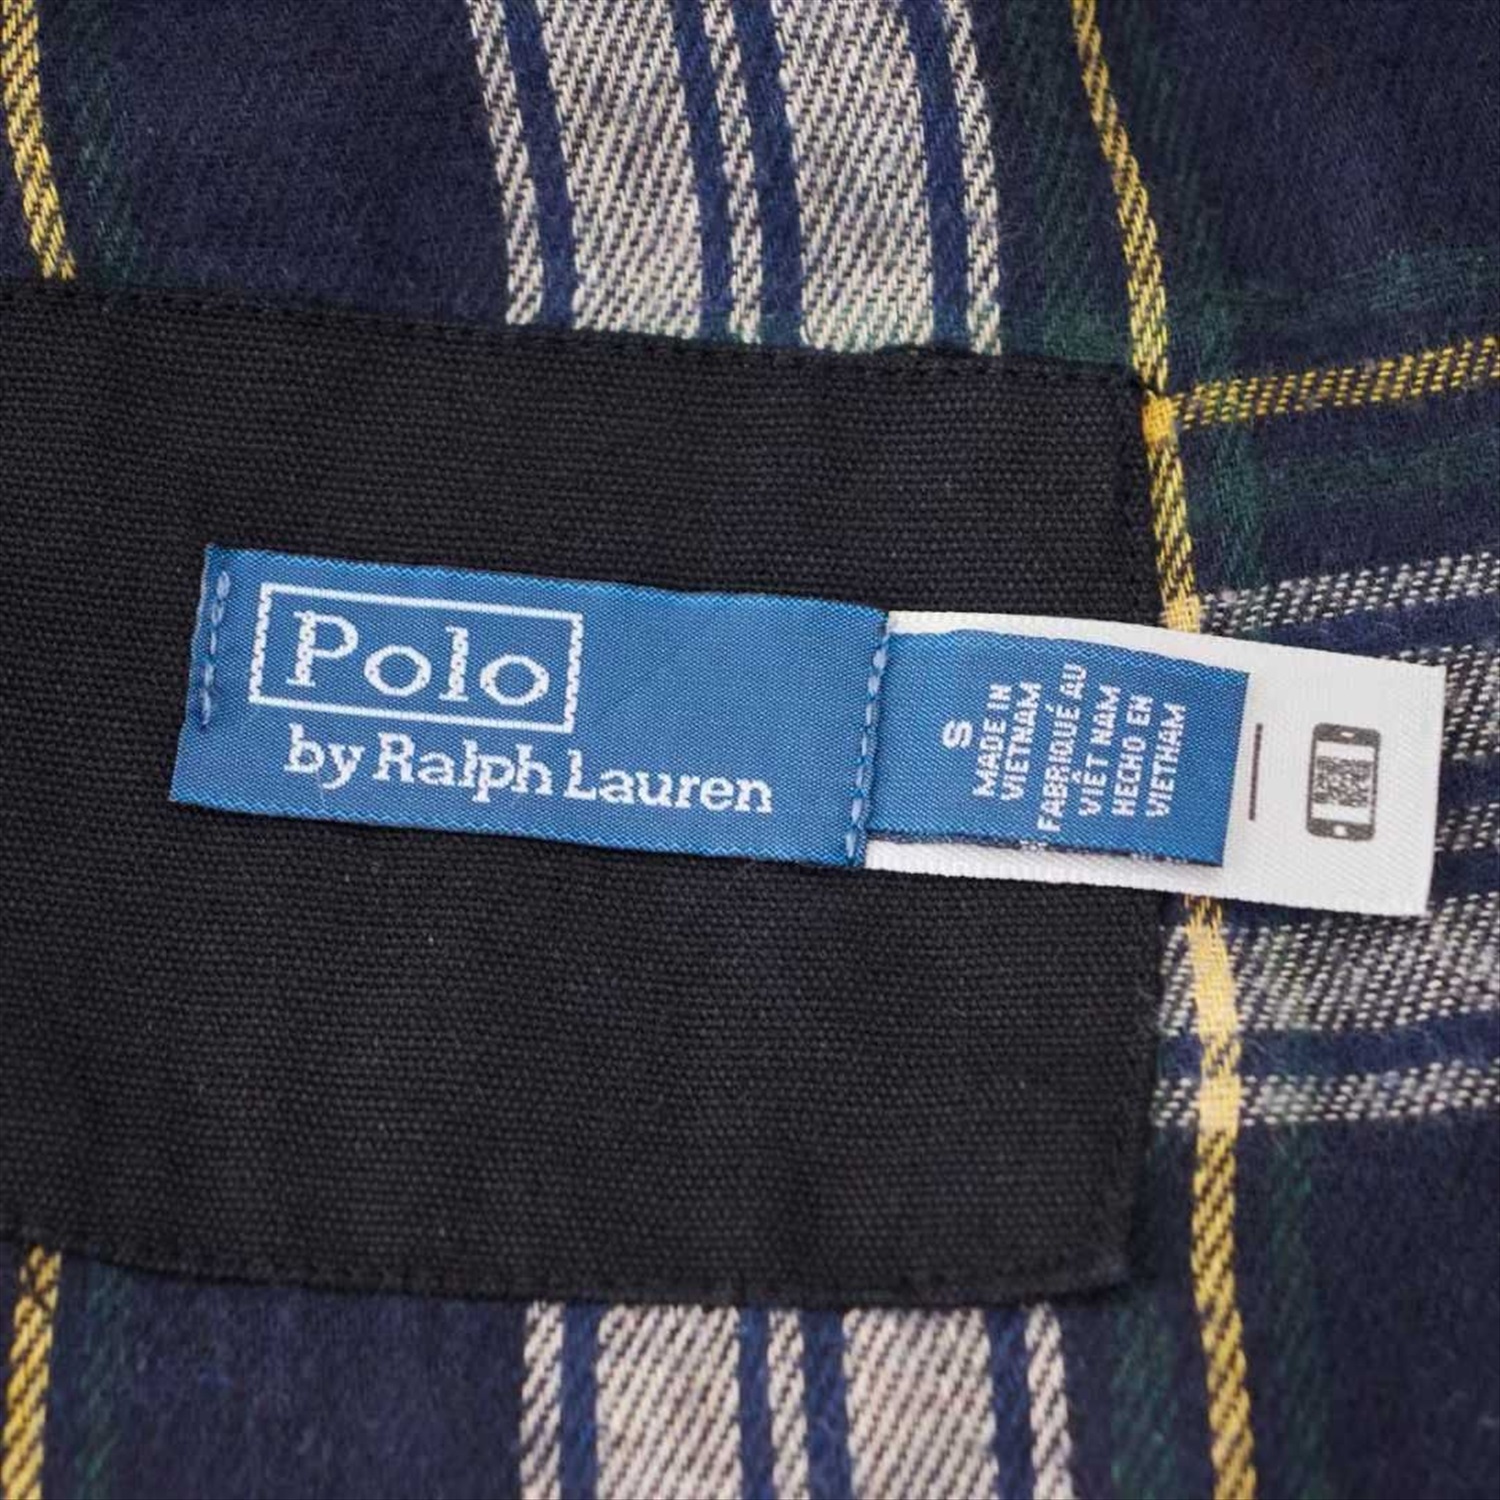 Polo
by Ralph Lauren
S
MADE IN
VIETNAM
FABRIQUÉ AU
VIÊT NAM
HECHO EN
VIETNAM